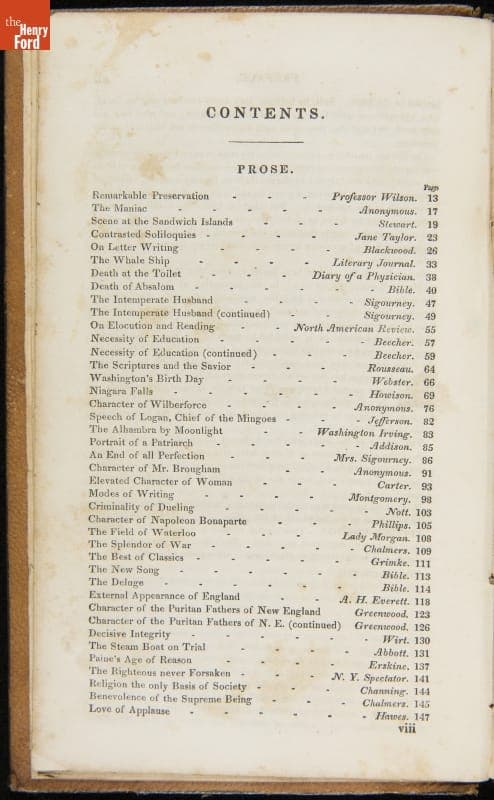 the
Henry
Ford
CONTENTS.
PROSE.
Page
Remarkable Preservation - - - Professor Wilson. 13
The Maniac - - - - Anonymous. 17
Scene at the Sandwich Islands - - - Stewart. 19
Contrasted Soliloquies - - - - Jane Taylor. 23
On Letter Writing - - - - Blackwood. 26
The Whale Ship - - - Literary Journal. 33
Death at the Toilet - - - Diary of a Physician. 38
Death of Absalom - - - - - Bible. 40
The Intemperate Husband - - - - Sigourney. 47
The Intemperate Husband (continued) - - Sigourney. 49
On Elocution and Reading - - North American Review. 55
Necessity of Education - - - - Beecher. 57
Necessity of Education (continued) - - - Beecher. 59
The Scriptures and the Savior - - - Rousseau. 64
Washington's Birth Day - - - - Webster. 66
Niagara Falls - - - - - Howison. 69
Character of Wilberforce - - - - Anonymous. 76
Speech of Logan, Chief of the Mingoes - - Jefferson. 82
The Alhambra by Moonlight - - Washington Irving. 83
Portrait of a Patriarch - - - - Addison. 85
An End of all Perfection - - - Mrs. Sigourney. 86
Character of Mr. Brougham - - Anonymous. 91
Elevated Character of Woman - - - Carter. 93
Modes of Writing - - - - Montgomery. 98
Criminality of Dueling - - - - Nott. 103
Character of Napoleon Bonaparte - - - Phillips. 105
The Field of Waterloo - - - Lady Morgan. 108
The Splendor of War - - - - Chalmers. 109
The Best of Classics - - - - - Grimke. 111
The New Song - - - - - Bible. 113
The Deluge - - - - - - Bible. 114
External Appearance of England - - A. H. Everett. 118
Character of the Puritan Fathers of New England Greenwood. 123
Character of the Puritan Fathers of N. E. (continued) Greenwood. 126
Decisive Integrity - - - - - Wirt. 130
The Steam Boat on Trial - - - - Abbott. 131
Paine's Age of Reason - - - - Erskine. 137
The Righteous never Forsaken - - - N. Y. Spectator. 141
Religion the only Basis of Society - - - Channing. 144
Benevolence of the Supreme Being - - - Chalmers. 145
Love of Applause - - - - - Hawes. 147
viii